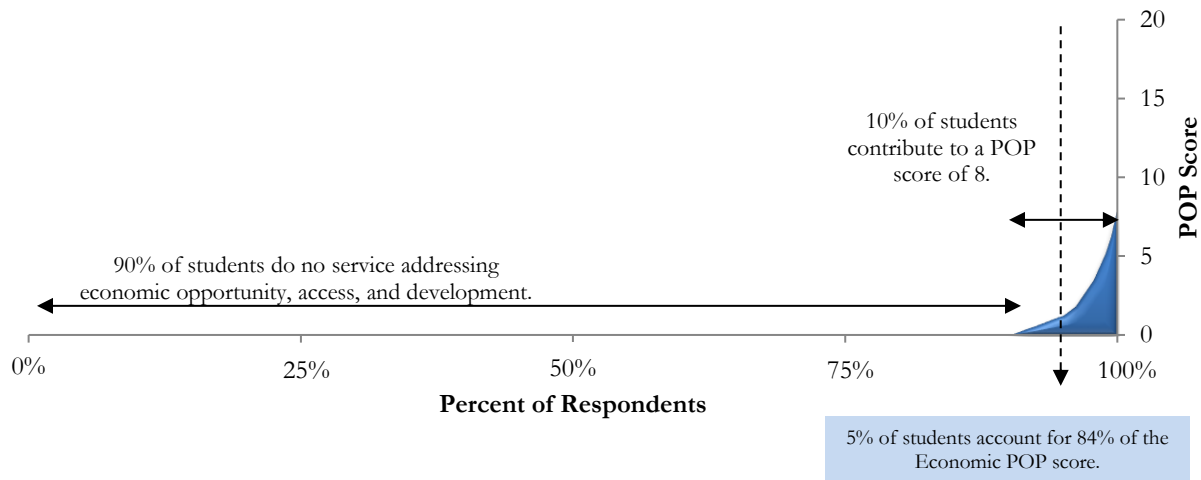 20
15
10% of students
contribute to a POP
score of 8.
10
POP Score
5
90% of students do no service addressing
economic opportunity, access, and development.
0
0%
25%
50%
75%
100%
Percent of Respondents
5% of students account for 84% of the
Economic POP score.